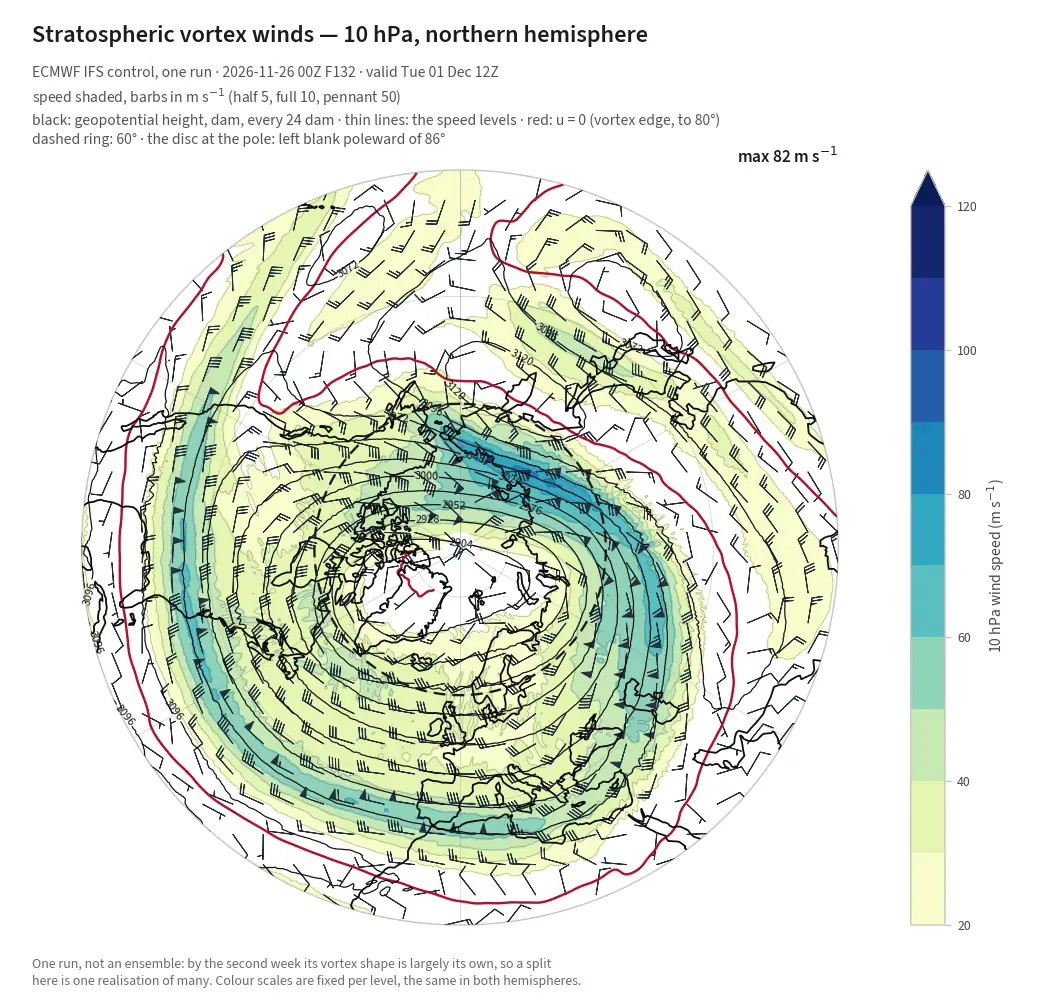 Stratospheric vortex winds — 10 hPa, northern hemisphere
ECMWF IFS control, one run · 2026-11-26 00Z F132 · valid Tue 01 Dec 12Z
speed shaded, barbs in m s⁻¹ (half 5, full 10, pennant 50)
black: geopotential height, dam, every 24 dam · thin lines: the speed levels · red: u = 0 (vortex edge, to 80°)
dashed ring: 60° · the disc at the pole: left blank poleward of 86°
max 82 m s⁻¹
120
100
80
60
40
20
10 hPa wind speed (m s⁻¹)
3072
3072
3120
3120
3000
2952
2976
2928
2904
3096
3096
3096
3096
One run, not an ensemble: by the second week its vortex shape is largely its own, so a split
here is one realisation of many. Colour scales are fixed per level, the same in both hemispheres.